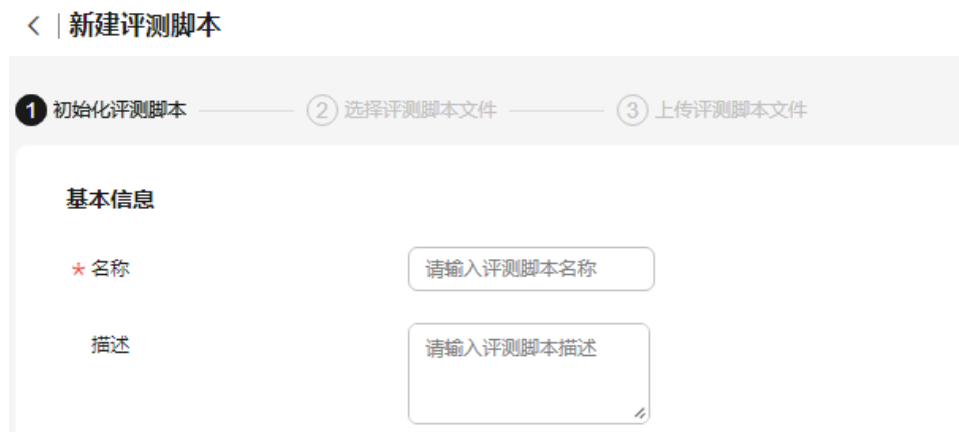 新建评测脚本
1 初始化评测脚本 2 选择评测脚本文件 3 上传评测脚本文件
基本信息
* 名称 请输入评测脚本名称
描述 请输入评测脚本描述